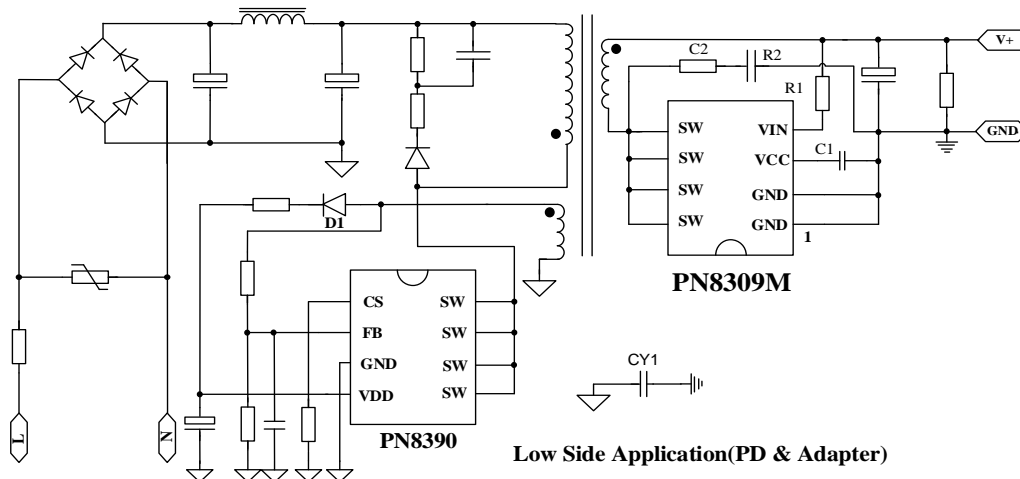 V+
C2
R2
R1
SW
VIN
GND
SW
VCC
C1
SW
GND
SW
GND
1
D1
PN8309M
CS
SW
FB
SW
GND
SW
VDD
SW
CY1
L
N
PN8390
Low Side Application(PD & Adapter)